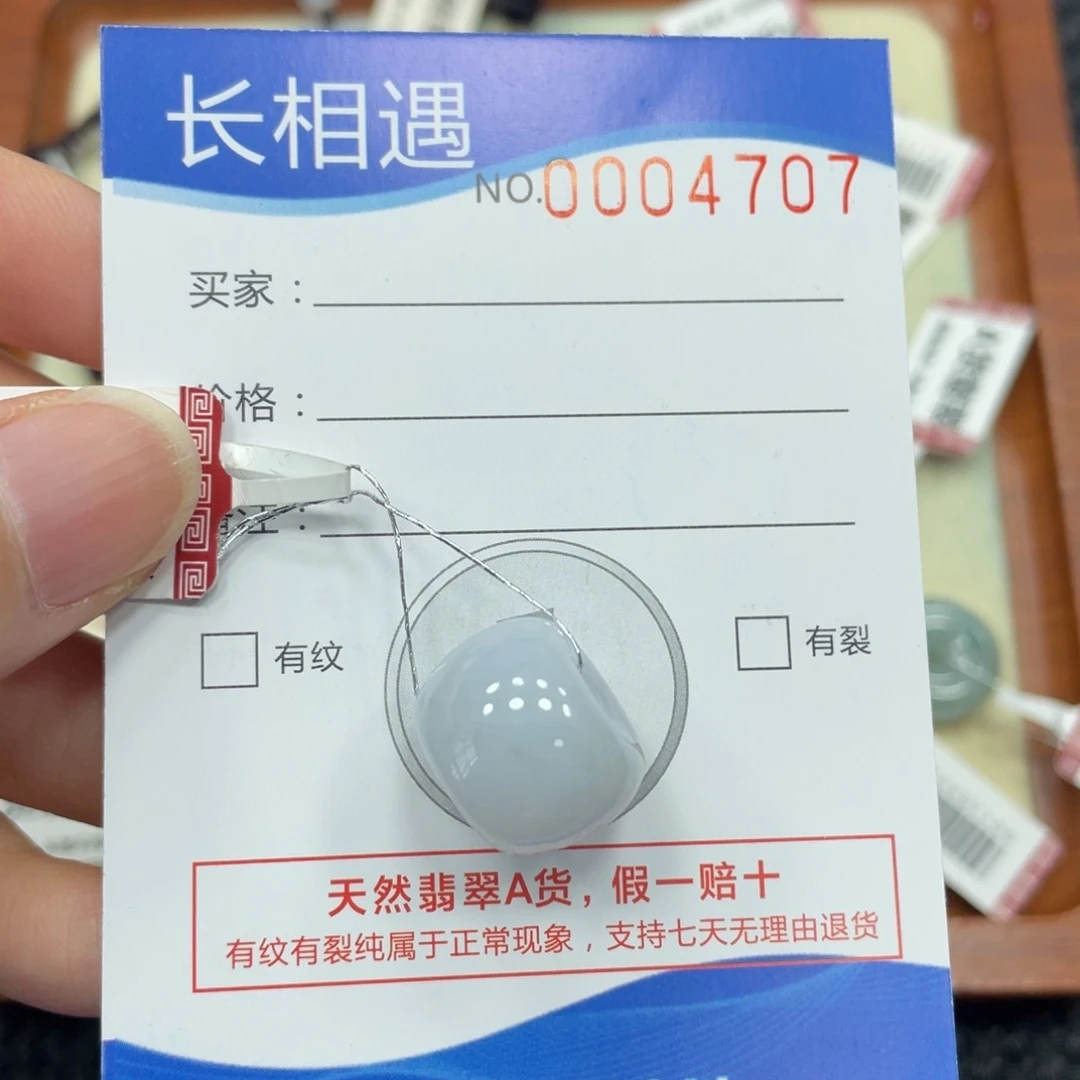 长相遇
NO.0004707
买家：
价格：
备注：
有纹
有裂
天然翡翠A货，假一赔十
有纹有裂纯属于正常现象，支持七天无理由退货